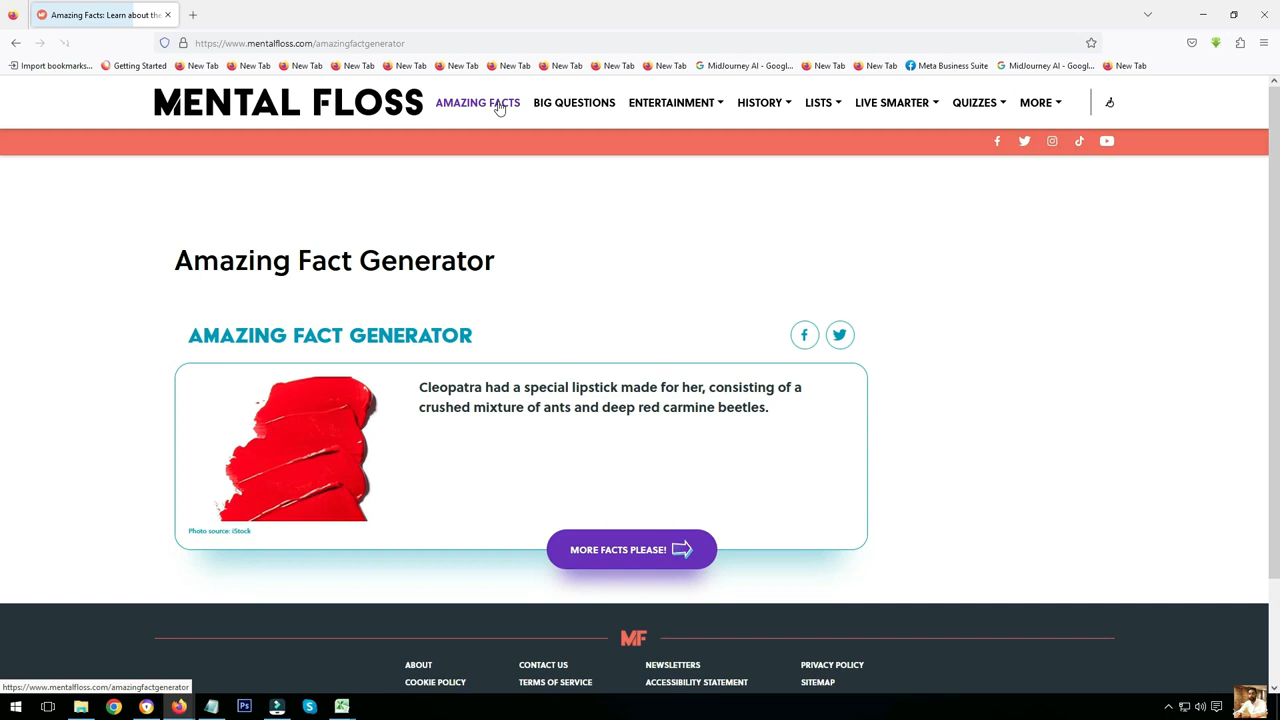 Amazing Facts: Learn about the
https://www.mentalfloss.com/amazingfactgenerator
Import bookmarks... Getting Started New Tab New Tab New Tab New Tab New Tab New Tab New Tab New Tab New Tab New Tab MidJourney AI - Googl... New Tab New Tab Meta Business Suite MidJourney AI - Googl... New Tab
MENTAL FLOSS AMAZING FACTS BIG QUESTIONS ENTERTAINMENT HISTORY LISTS LIVE SMARTER QUIZZES MORE
Amazing Fact Generator
AMAZING FACT GENERATOR
Cleopatra had a special lipstick made for her, consisting of a
crushed mixture of ants and deep red carmine beetles.
Photo source: iStock
MORE FACTS PLEASE!
MF
ABOUT CONTACT US NEWSLETTERS PRIVACY POLICY
COOKIE POLICY TERMS OF SERVICE ACCESSIBILITY STATEMENT SITEMAP
https://www.mentalfloss.com/amazingfactgenerator
Ps